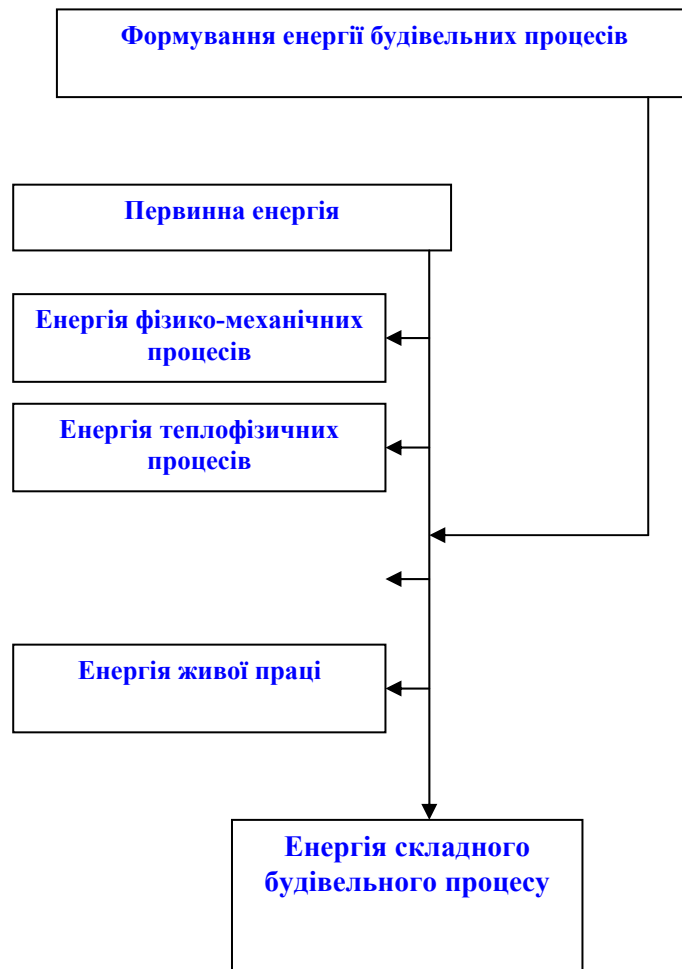 Формування енергії будівельних процесів
Первинна енергія
Енергія фізико-механічних
процесів
Енергія теплофізичних
процесів
Енергія живої праці
Енергія складного
будівельного процесу